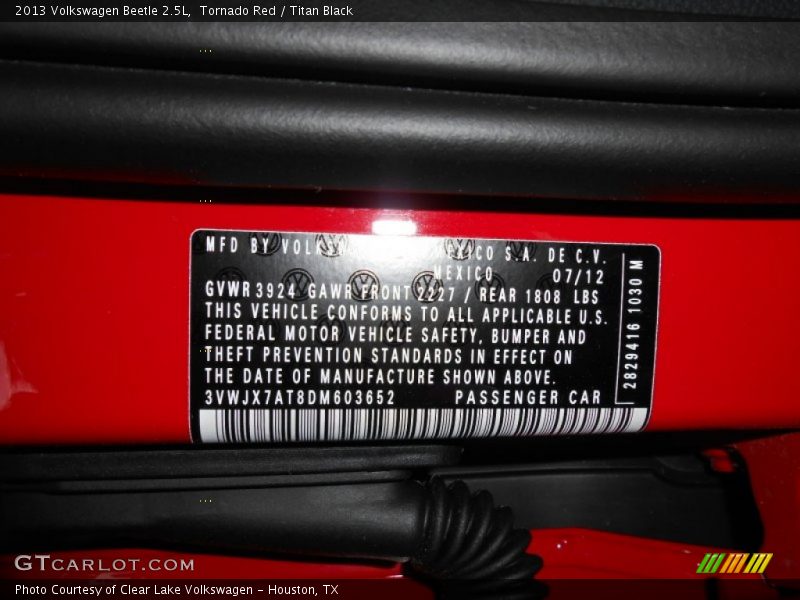 2013 Volkswagen Beetle 2.5L, Tornado Red / Titan Black
MFD BY VOL XICO S.A. DE C.V.
MEXICO 07/12
GVWR 3924 GAWR FRONT 2227 / REAR 1808 LBS
THIS VEHICLE CONFORMS TO ALL APPLICABLE U.S.
FEDERAL MOTOR VEHICLE SAFETY, BUMPER AND
THEFT PREVENTION STANDARDS IN EFFECT ON
THE DATE OF MANUFACTURE SHOWN ABOVE.
3VWJX7AT8DM603652 PASSENGER CAR
2829416 1030 M
GTCARLOT.COM
Photo Courtesy of Clear Lake Volkswagen - Houston, TX